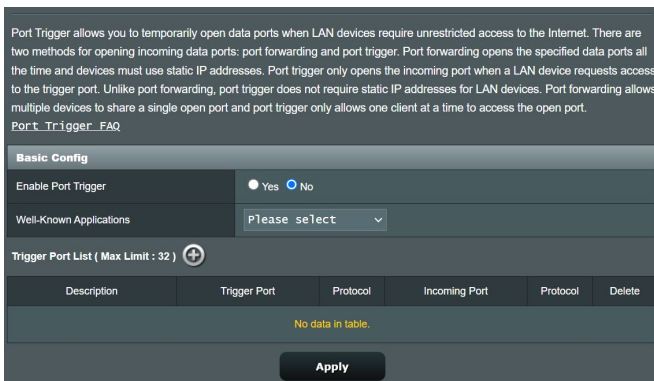 Port Trigger allows you to temporarily open data ports when LAN devices require unrestricted access to the Internet. There are
two methods for opening incoming data ports: port forwarding and port trigger. Port forwarding opens the specified data ports all
the time and devices must use static IP addresses. Port trigger only opens the incoming port when a LAN device requests access
to the trigger port. Unlike port forwarding, port trigger does not require static IP addresses for LAN devices. Port forwarding allows
multiple devices to share a single open port and port trigger only allows one client at a time to access the open port.
Port Trigger FAQ
Basic Config
Enable Port Trigger Yes No
Well-Known Applications Please select
Trigger Port List ( Max Limit : 32 )
Description Trigger Port Protocol Incoming Port Protocol Delete
No data in table.
Apply